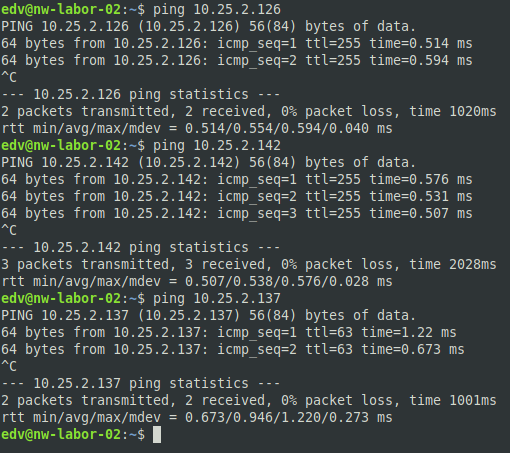 edv@nw-labor-02:~$ ping 10.25.2.126
PING 10.25.2.126 (10.25.2.126) 56(84) bytes of data.
64 bytes from 10.25.2.126: icmp_seq=1 ttl=255 time=0.514 ms
64 bytes from 10.25.2.126: icmp_seq=2 ttl=255 time=0.594 ms
^C
--- 10.25.2.126 ping statistics ---
2 packets transmitted, 2 received, 0% packet loss, time 1020ms
rtt min/avg/max/mdev = 0.514/0.554/0.594/0.040 ms
edv@nw-labor-02:~$ ping 10.25.2.142
PING 10.25.2.142 (10.25.2.142) 56(84) bytes of data.
64 bytes from 10.25.2.142: icmp_seq=1 ttl=255 time=0.576 ms
64 bytes from 10.25.2.142: icmp_seq=2 ttl=255 time=0.531 ms
64 bytes from 10.25.2.142: icmp_seq=3 ttl=255 time=0.507 ms
^C
--- 10.25.2.142 ping statistics ---
3 packets transmitted, 3 received, 0% packet loss, time 2028ms
rtt min/avg/max/mdev = 0.507/0.538/0.576/0.028 ms
edv@nw-labor-02:~$ ping 10.25.2.137
PING 10.25.2.137 (10.25.2.137) 56(84) bytes of data.
64 bytes from 10.25.2.137: icmp_seq=1 ttl=63 time=1.22 ms
64 bytes from 10.25.2.137: icmp_seq=2 ttl=63 time=0.673 ms
^C
--- 10.25.2.137 ping statistics ---
2 packets transmitted, 2 received, 0% packet loss, time 1001ms
rtt min/avg/max/mdev = 0.673/0.946/1.220/0.273 ms
edv@nw-labor-02:~$